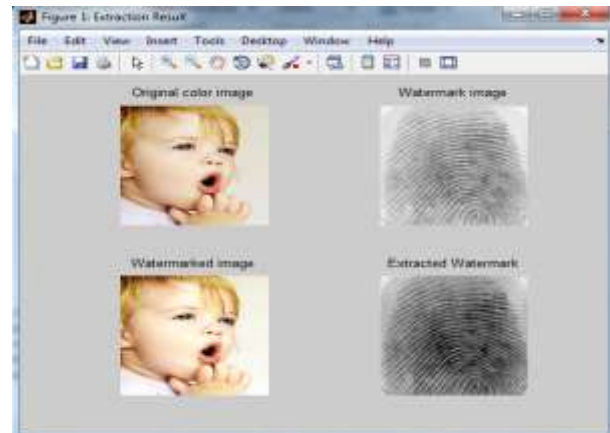 Figure 1: Extraction Result
File Edit View Insert Tools Desktop Window Help
Original color image
Watermark image
Watermarked image
Extracted Watermark